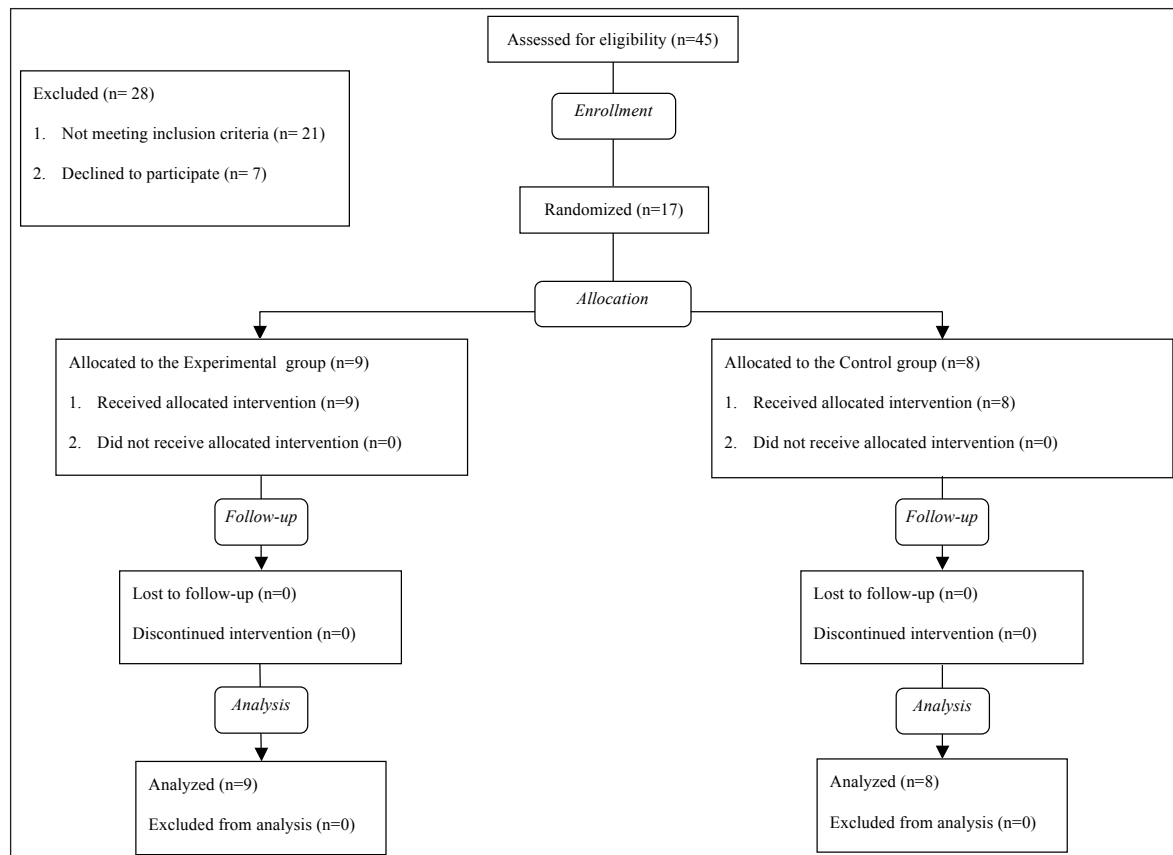 Assessed for eligibility (n=45)
Excluded (n= 28)
1. Not meeting inclusion criteria (n= 21)
2. Declined to participate (n= 7)
Enrollment
Randomized (n=17)
Allocation
Allocated to the Experimental group (n=9)
1. Received allocated intervention (n=9)
2. Did not receive allocated intervention (n=0)
Allocated to the Control group (n=8)
1. Received allocated intervention (n=8)
2. Did not receive allocated intervention (n=0)
Follow-up
Follow-up
Lost to follow-up (n=0)
Discontinued intervention (n=0)
Lost to follow-up (n=0)
Discontinued intervention (n=0)
Analysis
Analysis
Analyzed (n=9)
Excluded from analysis (n=0)
Analyzed (n=8)
Excluded from analysis (n=0)